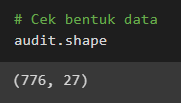 # Cek bentuk data
audit.shape
(776, 27)